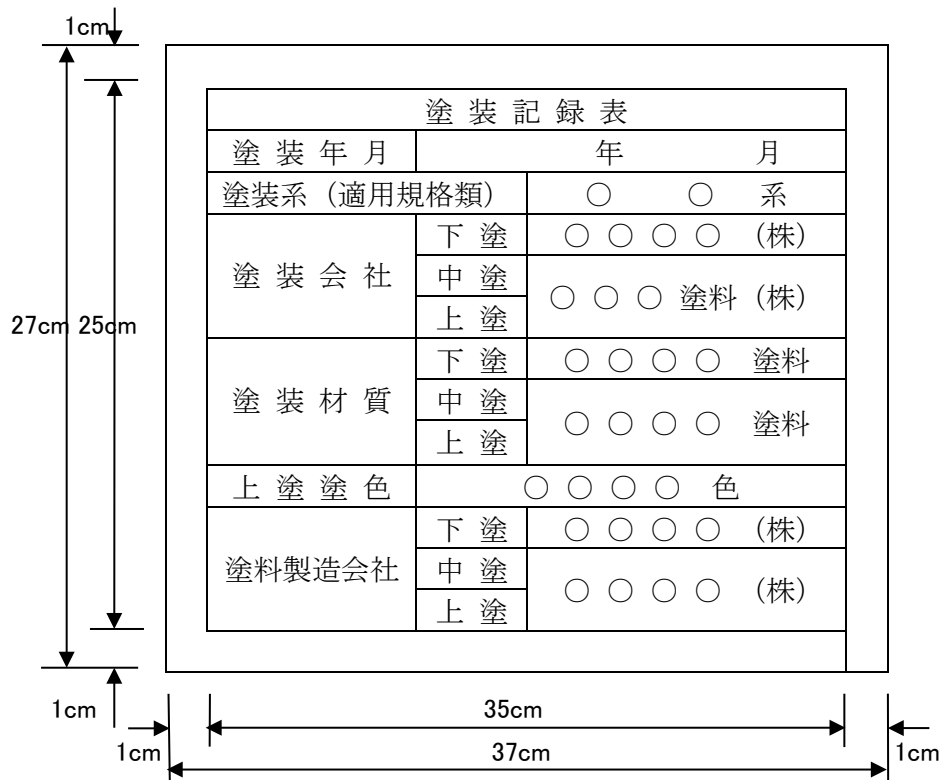 1cm
塗 装 記 録 表
塗 装 年 月 年 月
塗装系（適用規格類） ○ ○ 系
塗 装 会 社 下 塗 ○ ○ ○ ○ （株）
中 塗 ○ ○ ○ 塗料（株）
上 塗
27cm 25cm
塗 装 材 質 下 塗 ○ ○ ○ ○ 塗料
中 塗 ○ ○ ○ ○ 塗料
上 塗
上 塗 塗 色 ○ ○ ○ ○ 色
塗料製造会社 下 塗 ○ ○ ○ ○ （株）
中 塗 ○ ○ ○ ○ （株）
上 塗
1cm 35cm
1cm 37cm 1cm